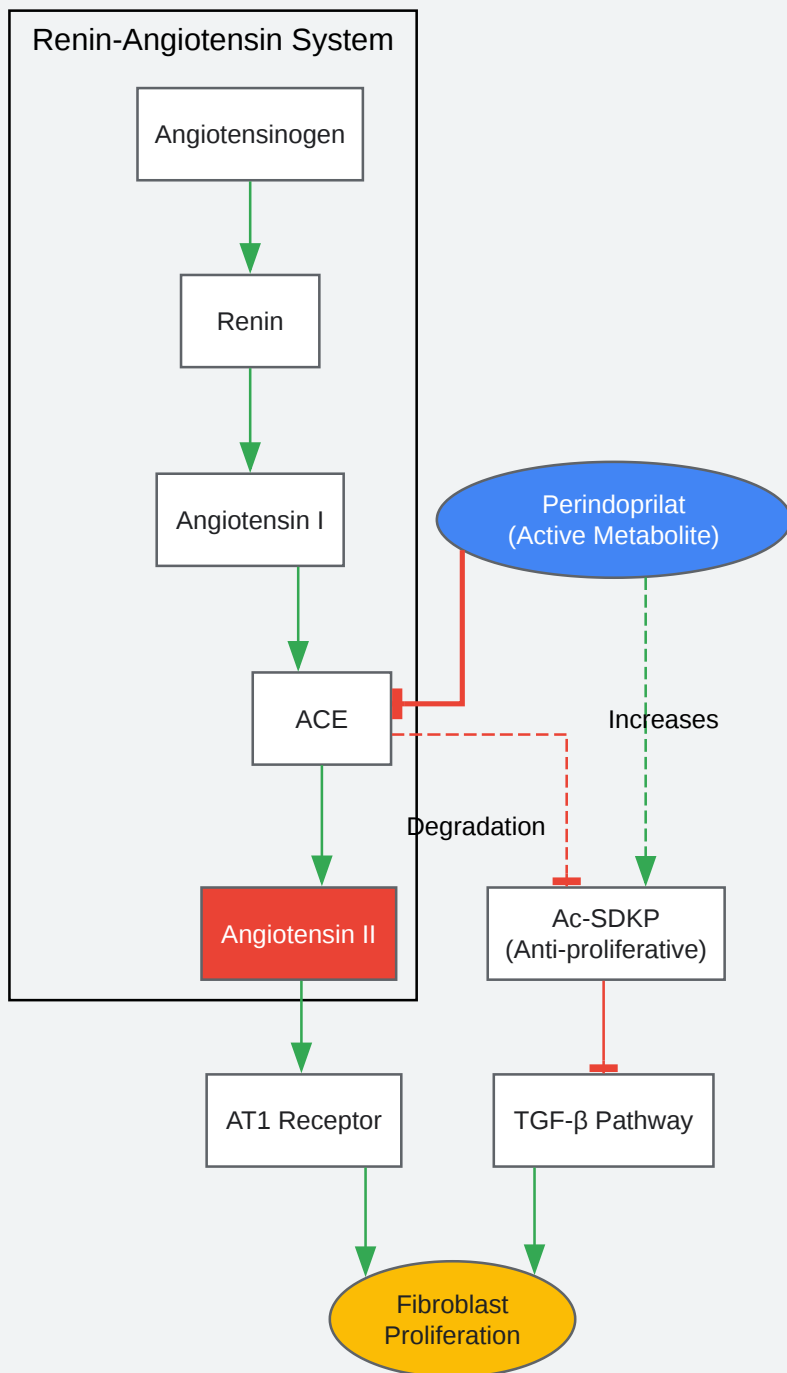 Renin-Angiotensin System
Angiotensinogen
Renin
Angiotensin I
Perindoprilat
(Active Metabolite)
ACE
Increases
Degradation
Angiotensin II
Ac-SDKP
(Anti-proliferative)
AT1 Receptor
TGF-β Pathway
Fibroblast
Proliferation